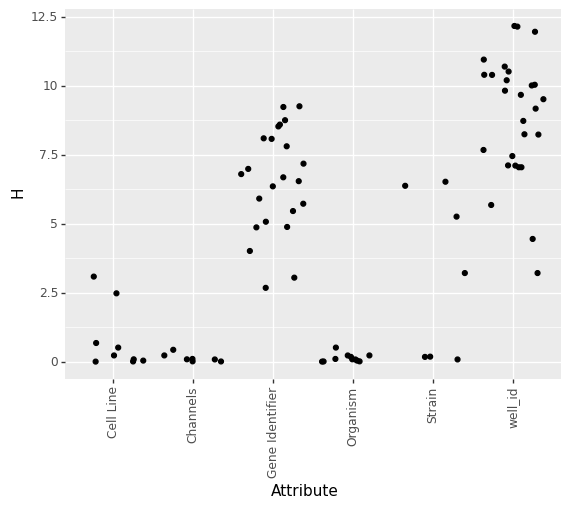 12.5
10
7.5
5
2.5
0
H
Cell Line
Channels
Gene Identifier
Organism
Strain
well_id
Attribute